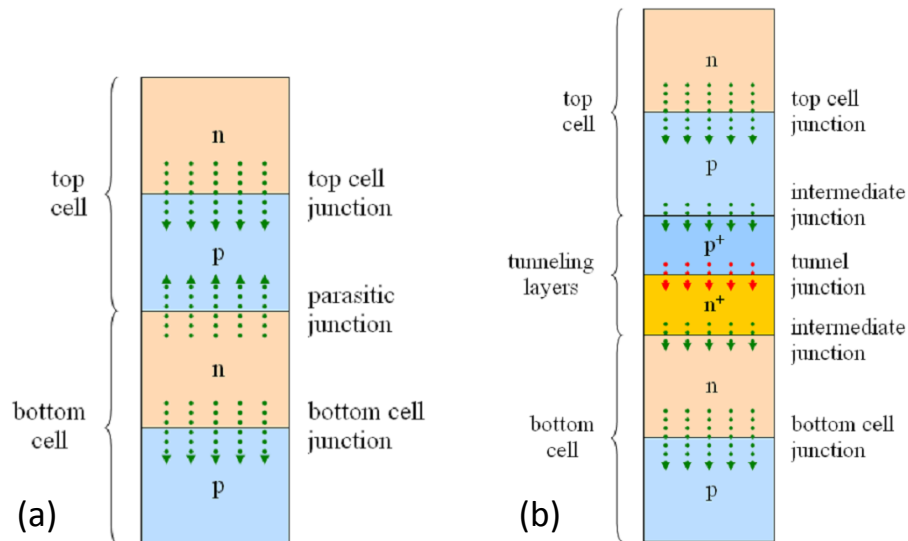 n
top
cell
top cell
junction
p
parasitic
junction
n
bottom
cell
bottom cell
junction
p
(a)
n
top
cell
top cell
junction
p
intermediate
junction
p+
tunneling
layers
tunnel
junction
n+
intermediate
junction
n
bottom
cell
bottom cell
junction
p
(b)